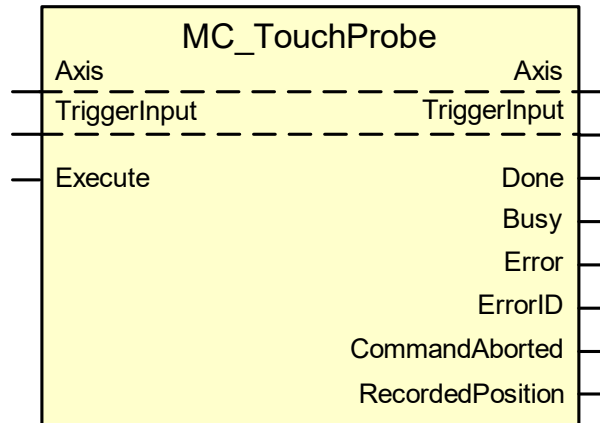 MC_TouchProbe
Axis Axis
TriggerInput TriggerInput
Execute Done
Busy
Error
ErrorID
CommandAborted
RecordedPosition